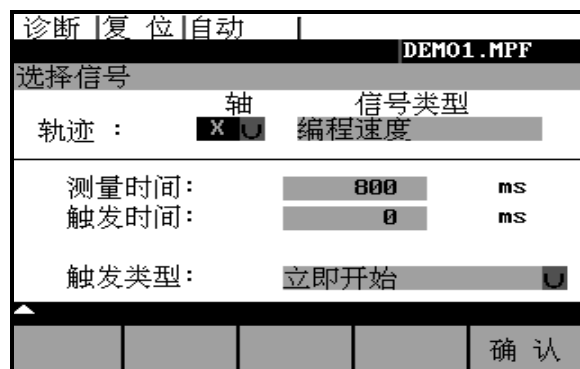 诊断 复 位 自动
DEMO1.MPF
选择信号
轴 信号类型
轨迹 : X U 编程速度
测量时间: 800 ms
触发时间: 0 ms
触发类型: 立即开始 U
确 认